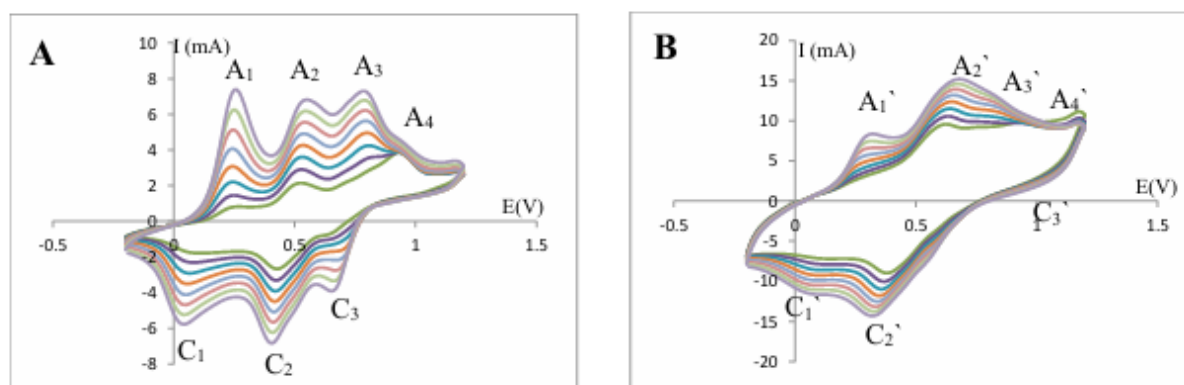 A
I (mA)
10
8
6
4
2
0
-2
-4
-6
-8
-0.5
0
0.5
1
1.5
E(V)
A₁
A₂
A₃
A₄
C₁
C₂
C₃
B
I (mA)
20
15
10
5
0
-5
-10
-15
-20
-0.5
0
0.5
1
1.5
E(V)
A₁`
A₂`
A₃`
A₄`
C₁`
C₂`
C₃`